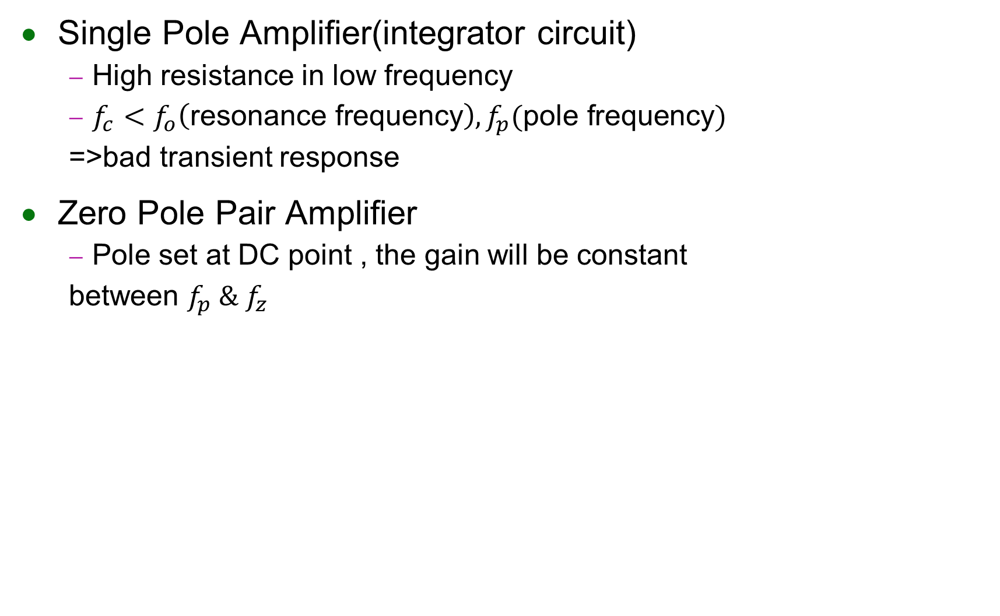 • Single Pole Amplifier(integrator circuit)
– High resistance in low frequency
– $f_c < f_o$(resonance frequency), $f_p$(pole frequency)
=>bad transient response
• Zero Pole Pair Amplifier
– Pole set at DC point , the gain will be constant
between $f_p$ & $f_z$